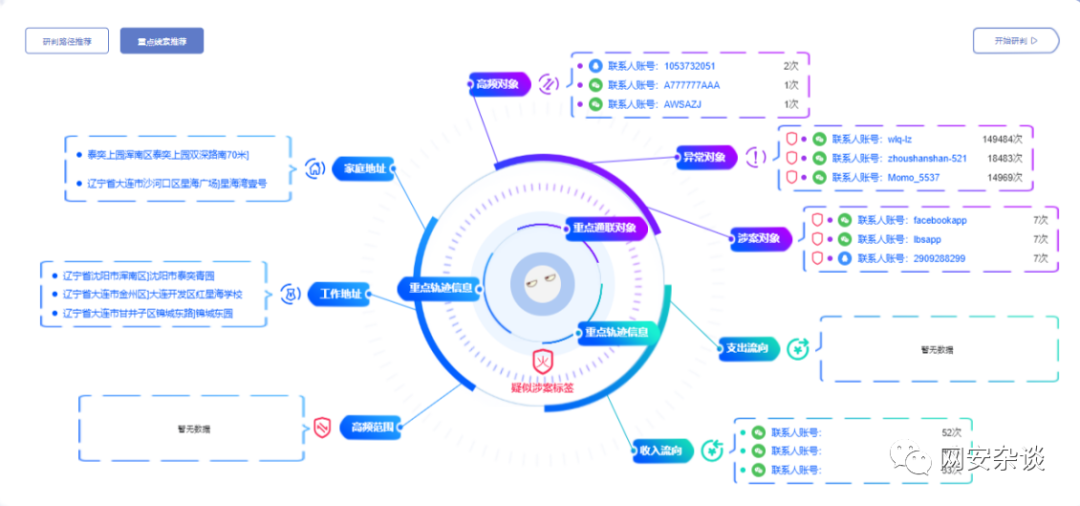 研判路径推荐
重点线索推荐
开始研判
高频对象
联系人账号: 1053732051 2次
联系人账号: A777777AAA 1次
联系人账号: AWSAZJ 1次
异常对象
联系人账号: wlq-lz 149484次
联系人账号: zhoushanshan-521 18483次
联系人账号: Momo_5537 14969次
涉案对象
联系人账号: facebookapp 7次
联系人账号: lbsapp 7次
联系人账号: 2909288299 7次
家庭地址
泰奕上园浑南区泰奕上园双深路南70米]
辽宁省大连市沙河口区星海广场|星海湾壹号
工作地址
辽宁省沈阳市浑南区]沈阳市泰奕青园
辽宁省大连市金州区]大连开发区红星海学校
辽宁省大连市甘井子区锦城东路]锦城东园
高频范围
暂无数据
重点通联对象
重点轨迹信息
重点轨迹信息
火
疑似涉案标签
支出流向
暂无数据
收入流向
联系人账号: 52次
联系人账号:
联系人账号: 33次
网安杂谈